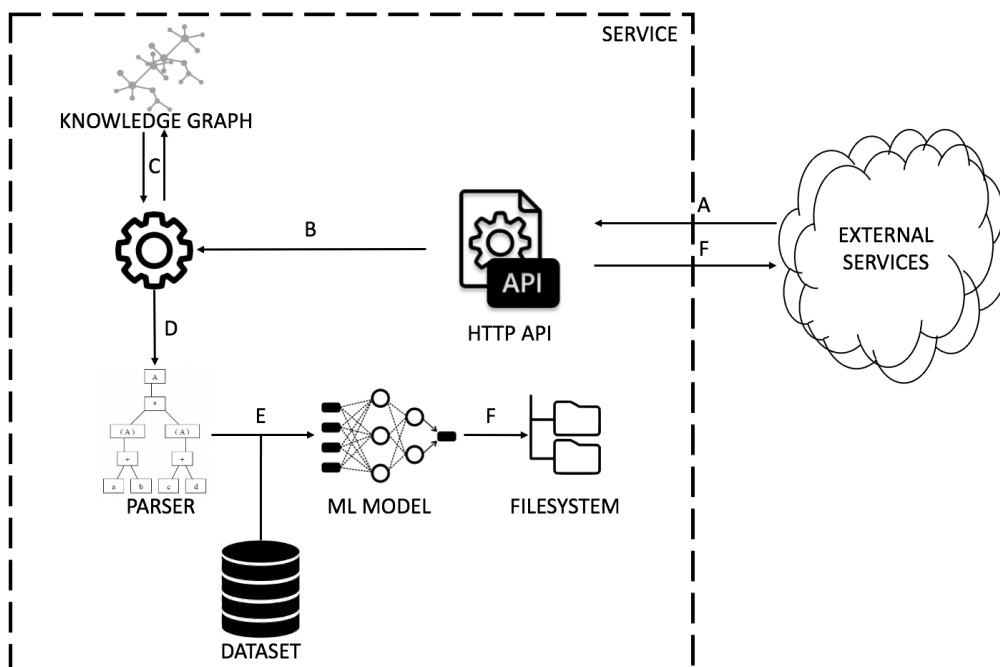 SERVICE
KNOWLEDGE GRAPH
C
A
B
EXTERNAL
SERVICES
F
API
HTTP API
D
A
*
(A)
(A)
+
+
a
b
c
d
PARSER
E
ML MODEL
F
FILESYSTEM
DATASET